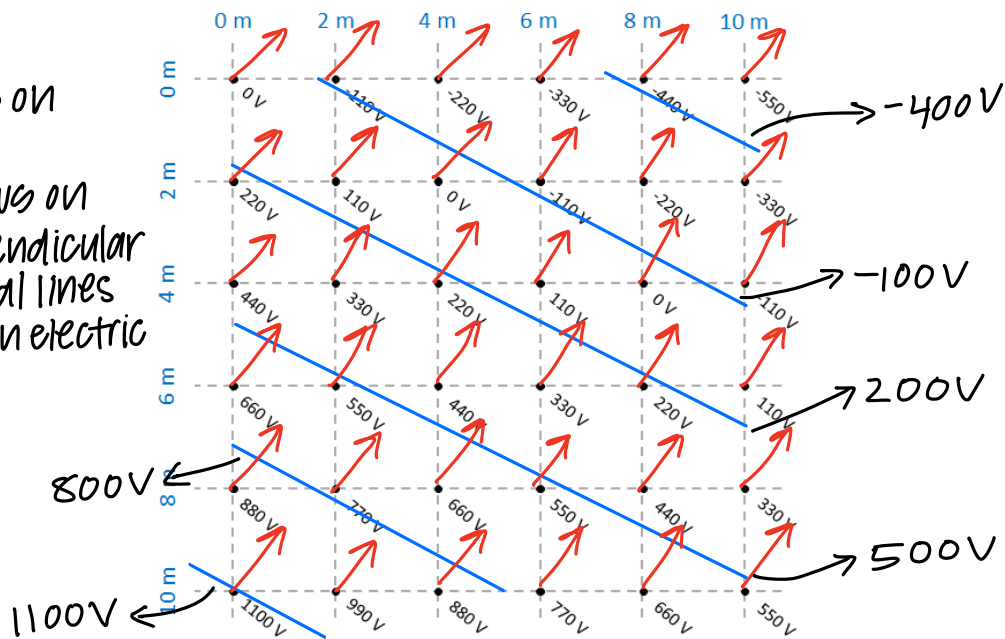 0 m 2 m 4 m 6 m 8 m 10 m
0 m
0 V -110 V -220 V -330 V -440 V -550 V
-400V
on
2 m
220 V 110 V 0 V -110 V -220 V -330 V
on
endicular
al lines
n electric
4 m
440 V 330 V 220 V 110 V 0 V -110 V
-100V
6 m
660 V 550 V 440 V 330 V 220 V 110 V
200V
8
880 V 770 V 660 V 550 V 440 V 330 V
800V
500V
10 m
1100 V 990 V 880 V 770 V 660 V 550 V
1100V